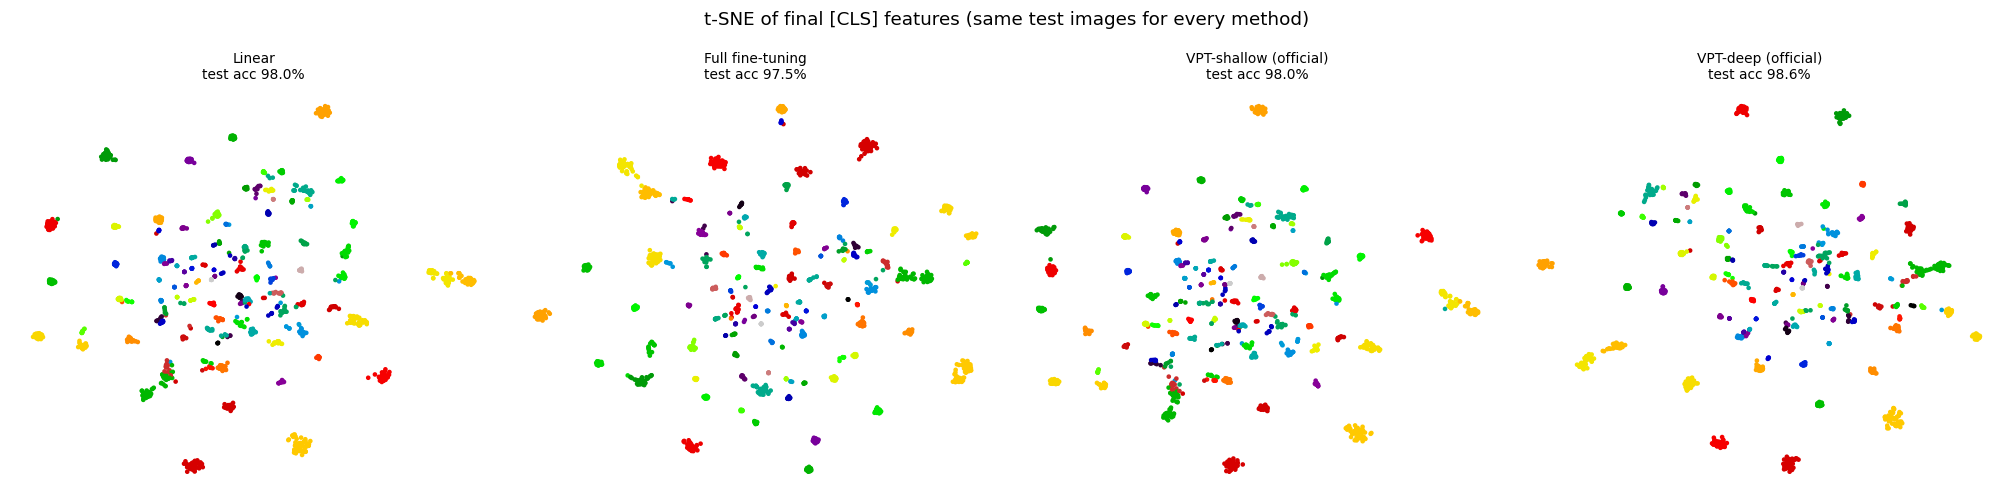 t-SNE of final [CLS] features (same test images for every method)
Linear
test acc 98.0%
Full fine-tuning
test acc 97.5%
VPT-shallow (official)
test acc 98.0%
VPT-deep (official)
test acc 98.6%